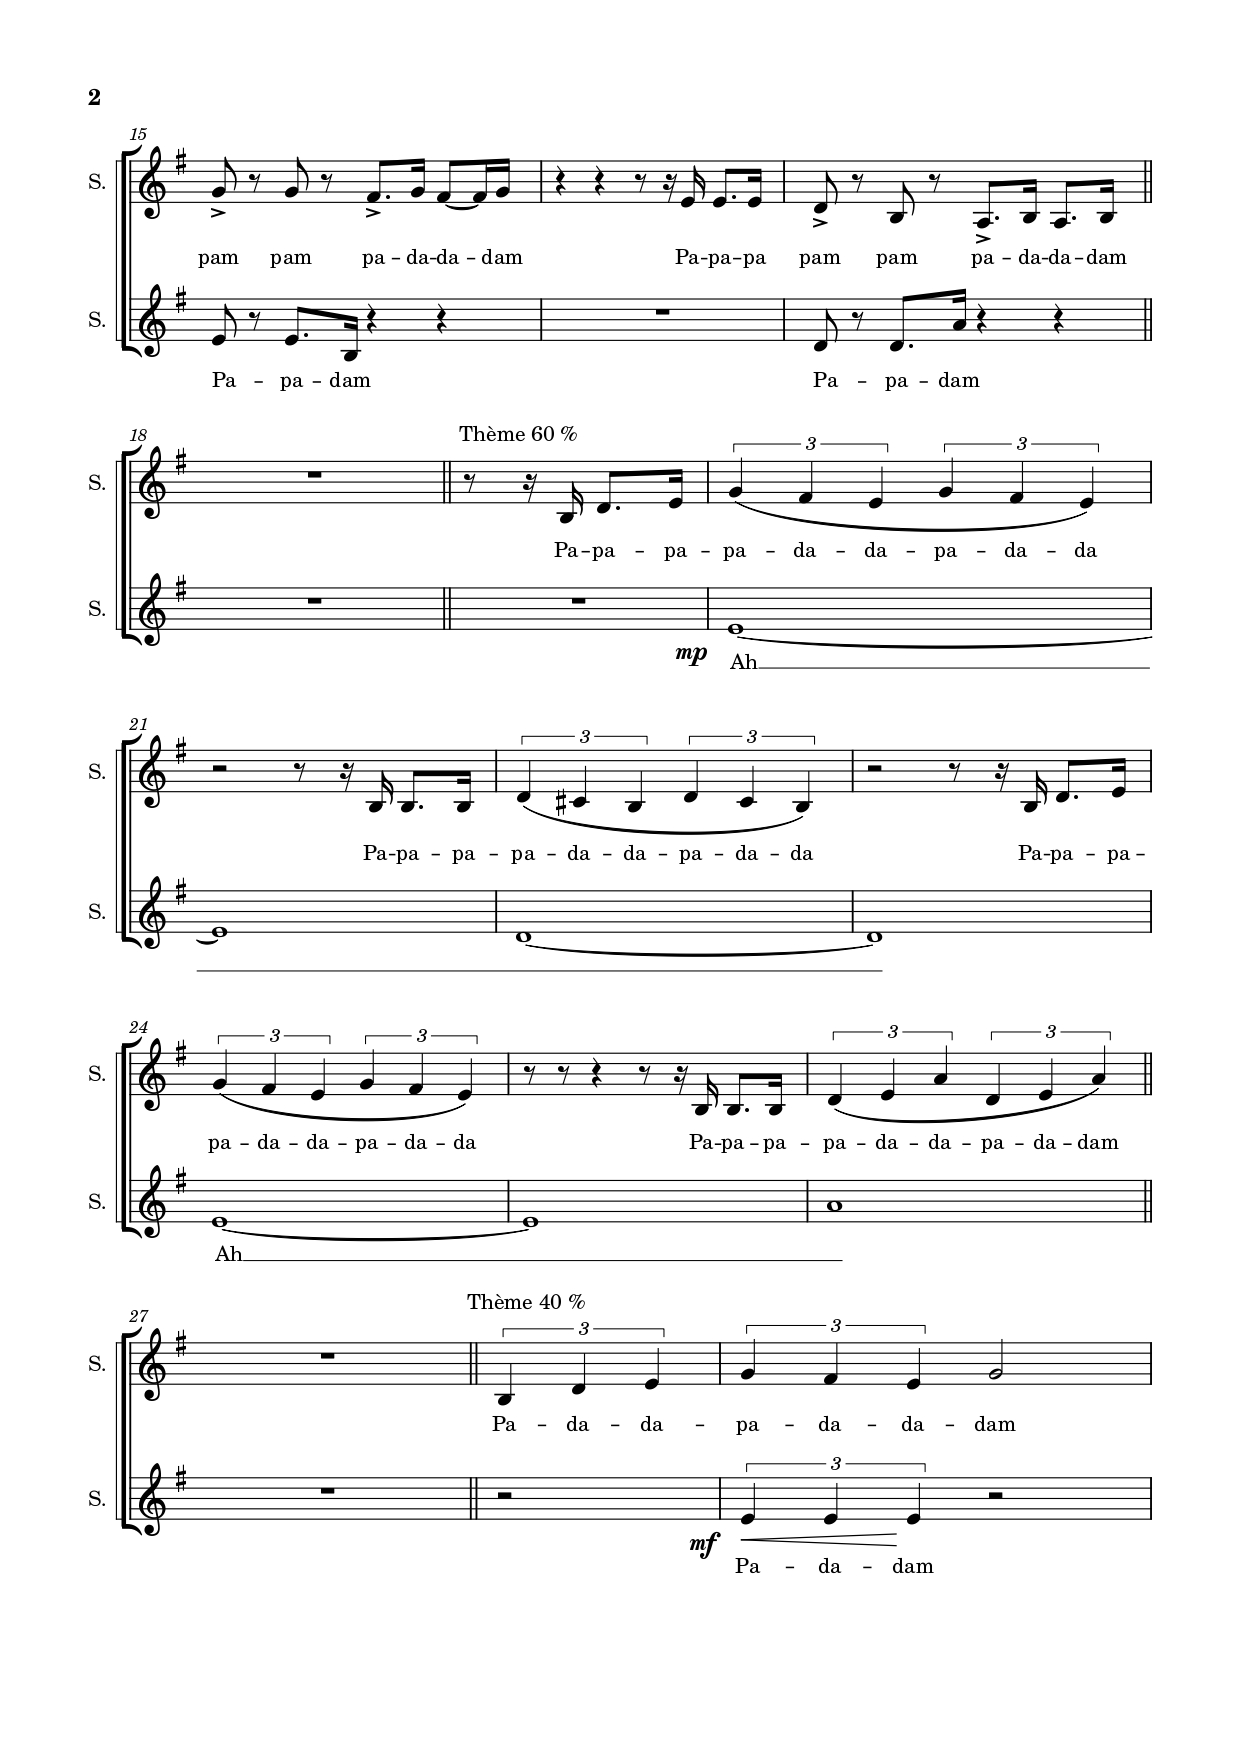 2
15
S.
pam pam pa -- da -- da -- dam Pa -- pa -- pa pam pam pa -- da -- da -- dam
S.
Pa -- pa -- dam Pa -- pa -- dam
18
Thème 60 %
3 3
S.
Pa -- pa -- pa -- pa -- da -- da -- pa -- da -- da
S.
mp
Ah
21
3 3
S.
Pa -- pa -- pa -- pa -- da -- da -- pa -- da -- da Pa -- pa -- pa --
S.
24
3 3 3 3
S.
pa -- da -- da -- pa -- da -- da Pa -- pa -- pa -- pa -- da -- da -- pa -- da -- dam
S.
Ah
27
Thème 40 %
3 3
S.
Pa -- da -- da -- pa -- da -- da -- dam
3
S.
mf
Pa -- da -- dam